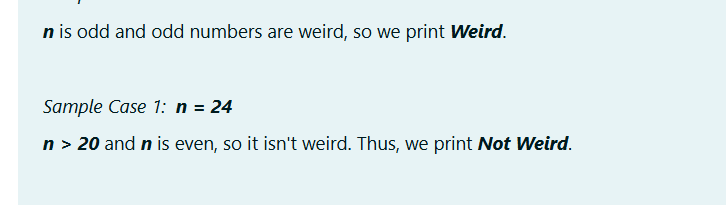 n is odd and odd numbers are weird, so we print Weird.
Sample Case 1: n = 24
n > 20 and n is even, so it isn't weird. Thus, we print Not Weird.